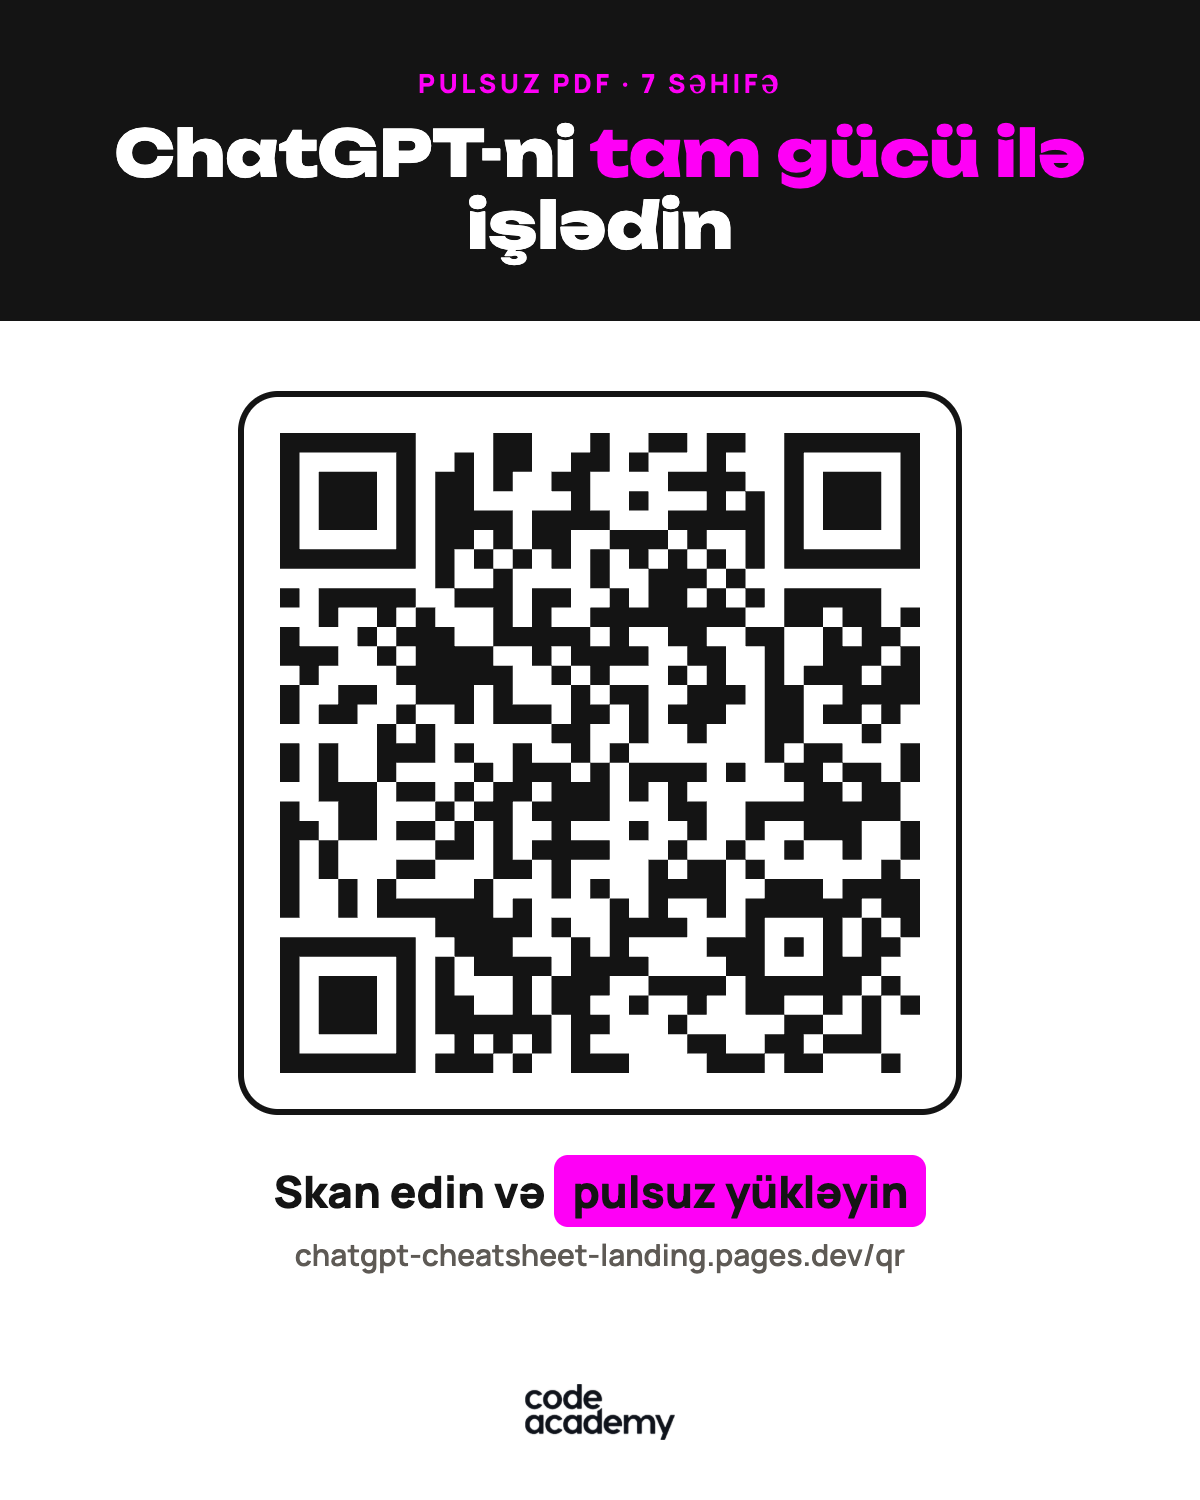 PULSUZ PDF · 7 SƏHIFƏ
ChatGPT-ni tam gücü ilə
işlədin
Skan edin və pulsuz yükləyin
chatgpt-cheatsheet-landing.pages.dev/qr
code
academy